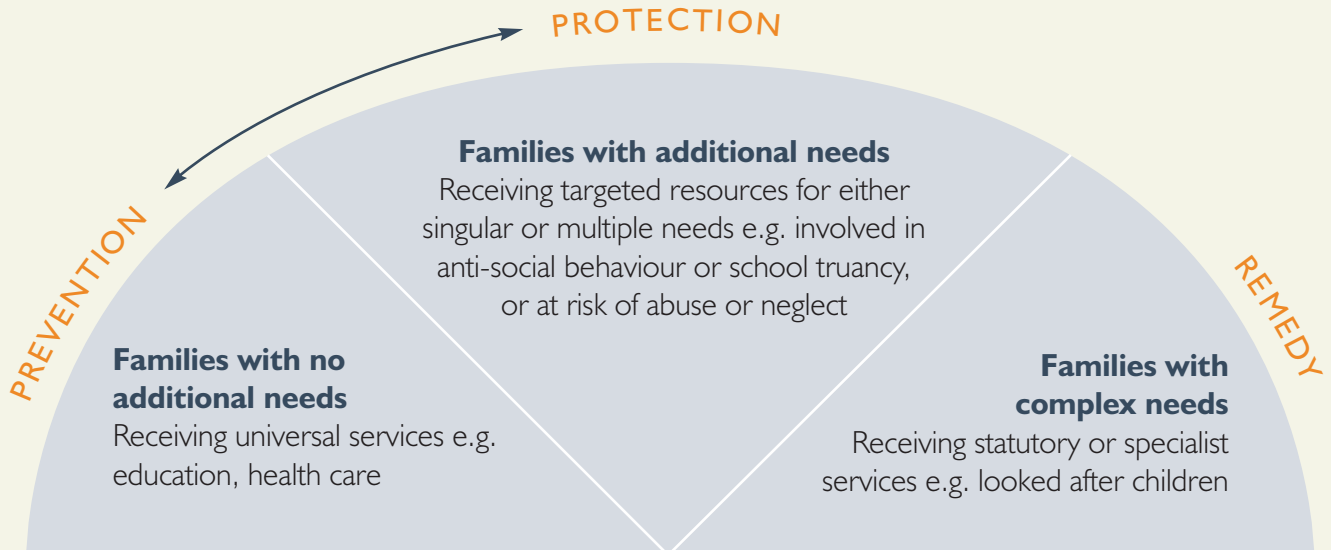 PROTECTION
PREVENTION
REMEDY
Families with additional needs
Receiving targeted resources for either
singular or multiple needs e.g. involved in
anti-social behaviour or school truancy,
or at risk of abuse or neglect
Families with no
additional needs
Receiving universal services e.g.
education, health care
Families with
complex needs
Receiving statutory or specialist
services e.g. looked after children